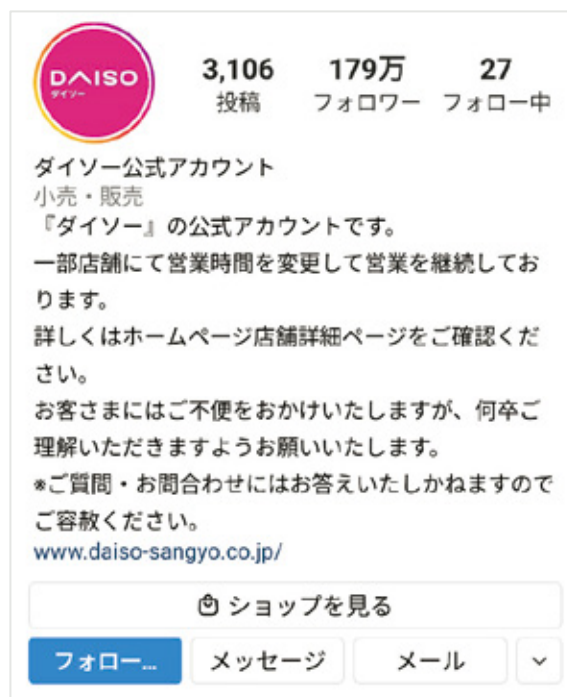 DAISO
ダイソー
3,106 179万 27
投稿 フォロワー フォロー中
ダイソー公式アカウント
小売・販売
『ダイソー』の公式アカウントです。
一部店舗にて営業時間を変更して営業を継続してお
ります。
詳しくはホームページ店舗詳細ページをご確認くだ
さい。
お客さまにはご不便をおかけいたしますが、何卒ご
理解いただきますようお願いいたします。
*ご質問・お問合わせにはお答えいたしかねますので
ご容赦ください。
www.daiso-sangyo.co.jp/
ショップを見る
フォロー... メッセージ メール